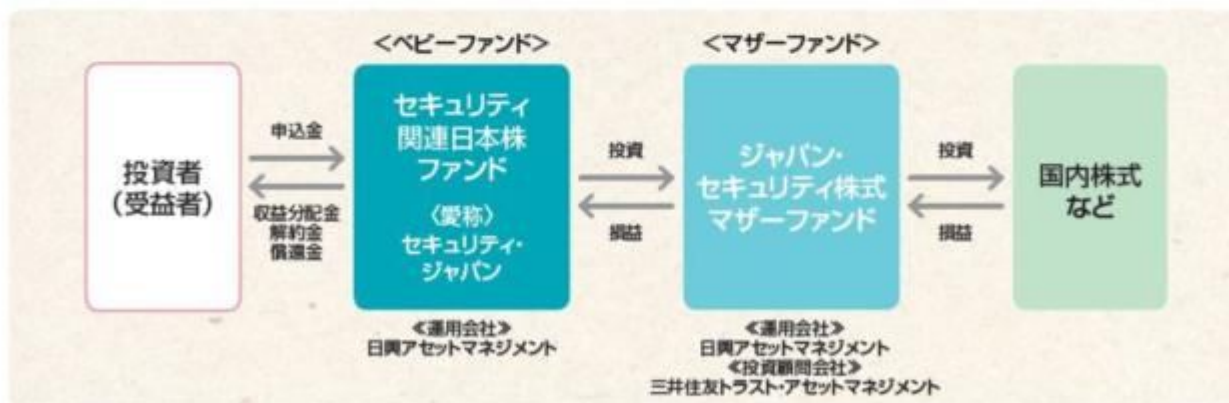 投資者
(受益者)
申込金
収益分配金
解約金
償還金
<ベビーファンド>
セキュリティ
関連日本株
ファンド
〈愛称〉
セキュリティ・
ジャパン
≪運用会社≫
日興アセットマネジメント
投資
損益
<マザーファンド>
ジャパン・
セキュリティ株式
マザーファンド
≪運用会社≫
日興アセットマネジメント
≪投資顧問会社≫
三井住友トラスト・アセットマネジメント
投資
損益
国内株式
など